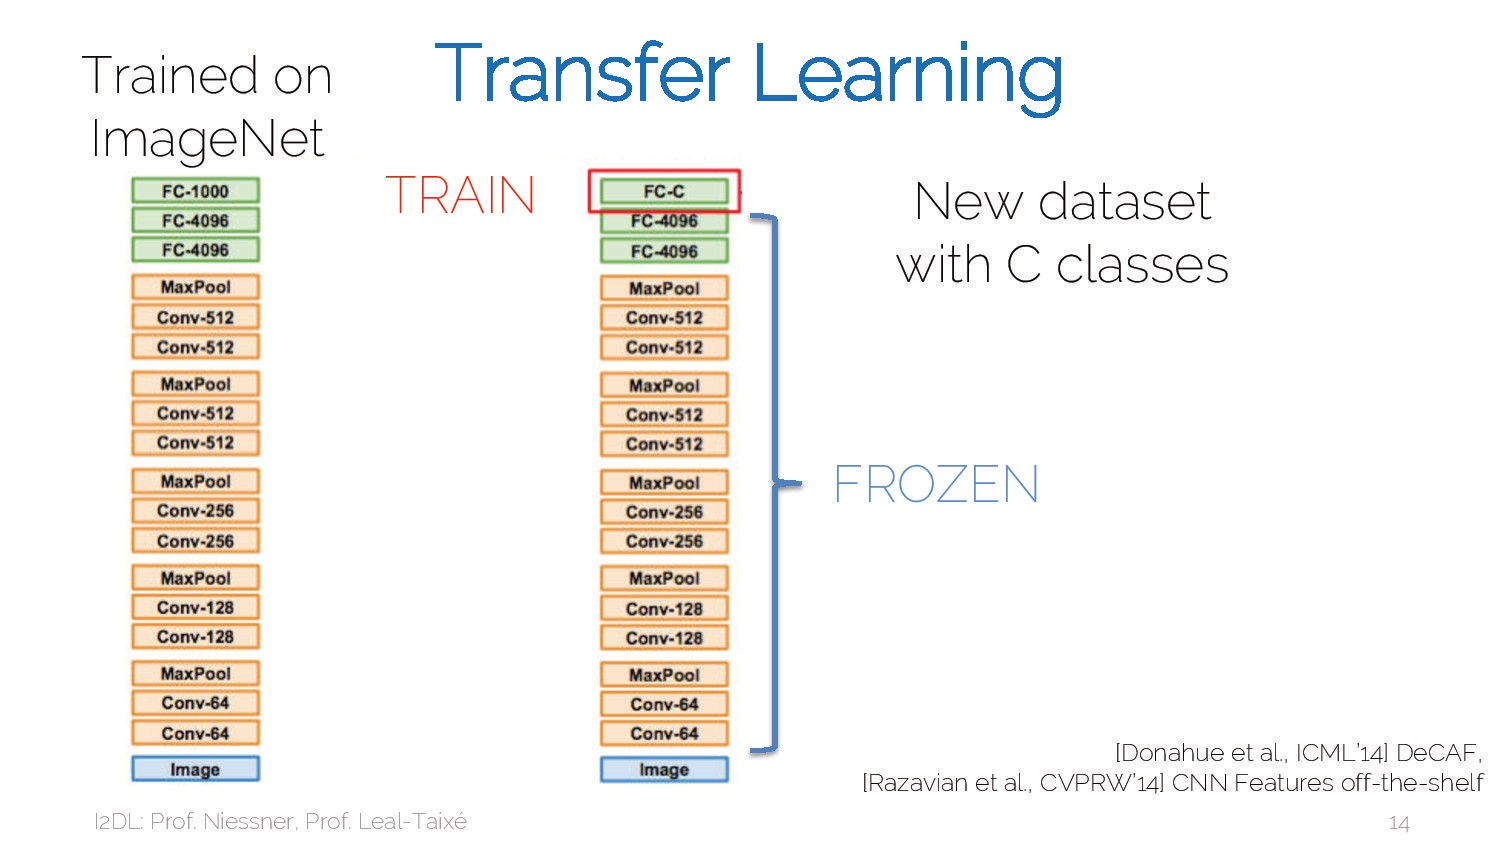 Transfer Learning
Trained on
ImageNet
FC-1000
FC-4096
FC-4096
MaxPool
Conv-512
Conv-512
MaxPool
Conv-512
Conv-512
MaxPool
Conv-256
Conv-256
MaxPool
Conv-128
Conv-128
MaxPool
Conv-64
Conv-64
Image
TRAIN
FC-C
FC-4096
FC-4096
MaxPool
Conv-512
Conv-512
MaxPool
Conv-512
Conv-512
MaxPool
Conv-256
Conv-256
MaxPool
Conv-128
Conv-128
MaxPool
Conv-64
Conv-64
Image
New dataset
with C classes
FROZEN
[Donahue et al., ICML'14] DeCAF,
[Razavian et al., CVPRW'14] CNN Features off-the-shelf
I2DL: Prof. Niessner, Prof. Leal-Taixé
14